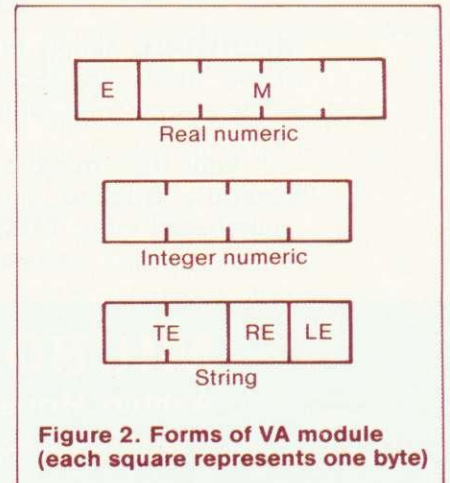 E M
Real numeric
Integer numeric
TE RE LE
String
Figure 2. Forms of VA module
(each square represents one byte)